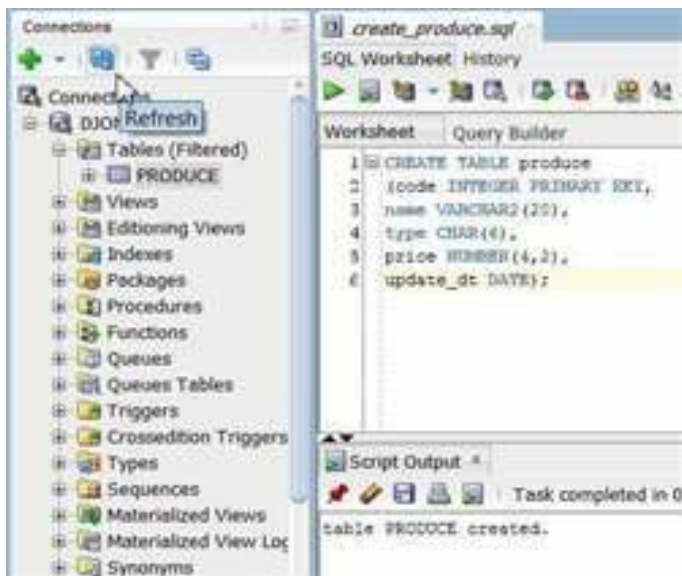 Connections
Connections
Refresh
Tables (Filtered)
PRODUCE
Views
Editioning Views
Indexes
Packages
Procedures
Functions
Queues
Queues Tables
Triggers
Crossedition Triggers
Types
Sequences
Materialized Views
Materialized View Log
Synonyms
create_produce.sql
SQL Worksheet History
Worksheet Query Builder
1 CREATE TABLE produce
2 (code INTEGER PRIMARY KEY,
3 name VARCHAR2(20),
4 type CHAR(6),
5 price NUMBER(4,2),
6 update_dt DATE);
Script Output
Task completed in 0
table PRODUCE created.